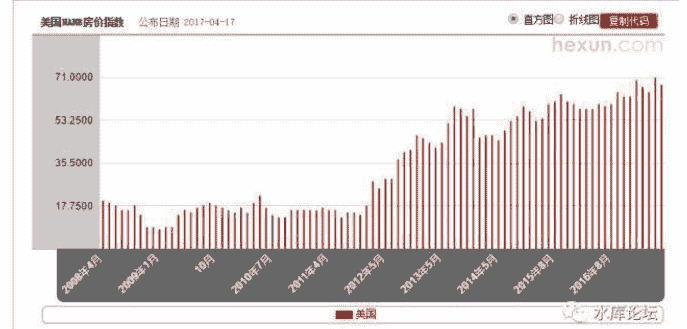 美国NAHB房价指数 公布日期 2017-04-17
直方图 折线图 复制代码
hexun.com
71.0000
53.2500
35.5000
17.7500
2008年4月 2009年1月 10月 2010年7月 2011年4月 2012年5月 2013年5月 2014年5月 2015年8月 2016年8月
水库论坛
美国